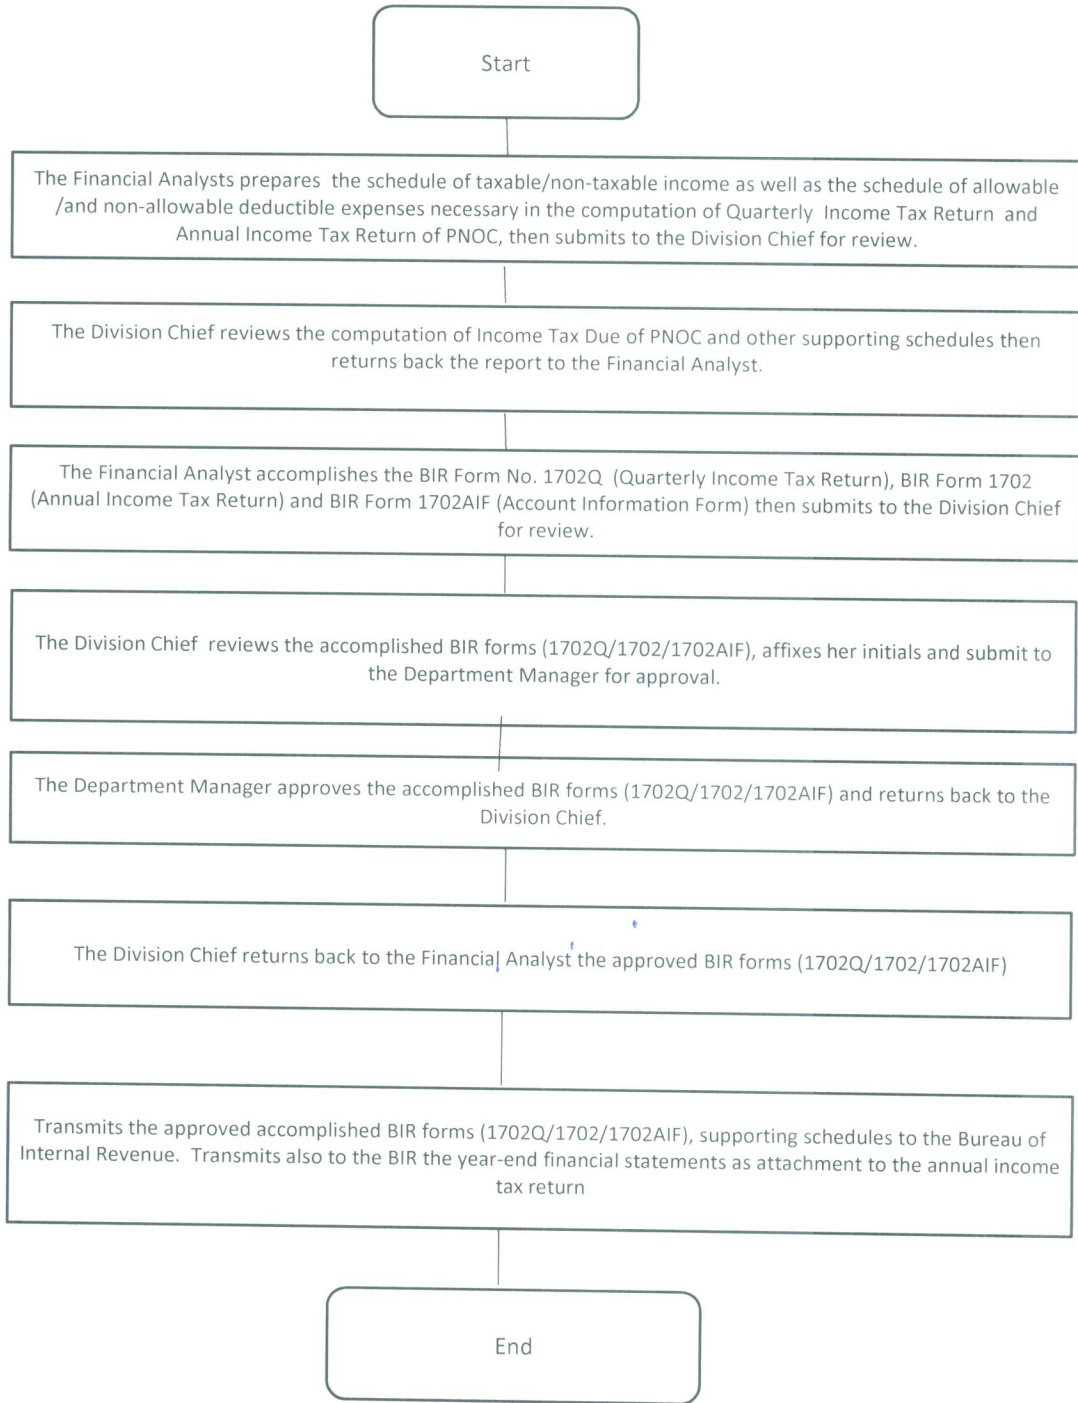 Start
The Financial Analysts prepares the schedule of taxable/non-taxable income as well as the schedule of allowable
/and non-allowable deductible expenses necessary in the computation of Quarterly Income Tax Return and
Annual Income Tax Return of PNOC, then submits to the Division Chief for review.
The Division Chief reviews the computation of Income Tax Due of PNOC and other supporting schedules then
returns back the report to the Financial Analyst.
The Financial Analyst accomplishes the BIR Form No. 1702Q (Quarterly Income Tax Return), BIR Form 1702
(Annual Income Tax Return) and BIR Form 1702AIF (Account Information Form) then submits to the Division Chief
for review.
The Division Chief reviews the accomplished BIR forms (1702Q/1702/1702AIF), affixes her initials and submit to
the Department Manager for approval.
The Department Manager approves the accomplished BIR forms (1702Q/1702/1702AIF) and returns back to the
Division Chief.
The Division Chief returns back to the Financial Analyst the approved BIR forms (1702Q/1702/1702AIF)
Transmits the approved accomplished BIR forms (1702Q/1702/1702AIF), supporting schedules to the Bureau of
Internal Revenue. Transmits also to the BIR the year-end financial statements as attachment to the annual income
tax return
End